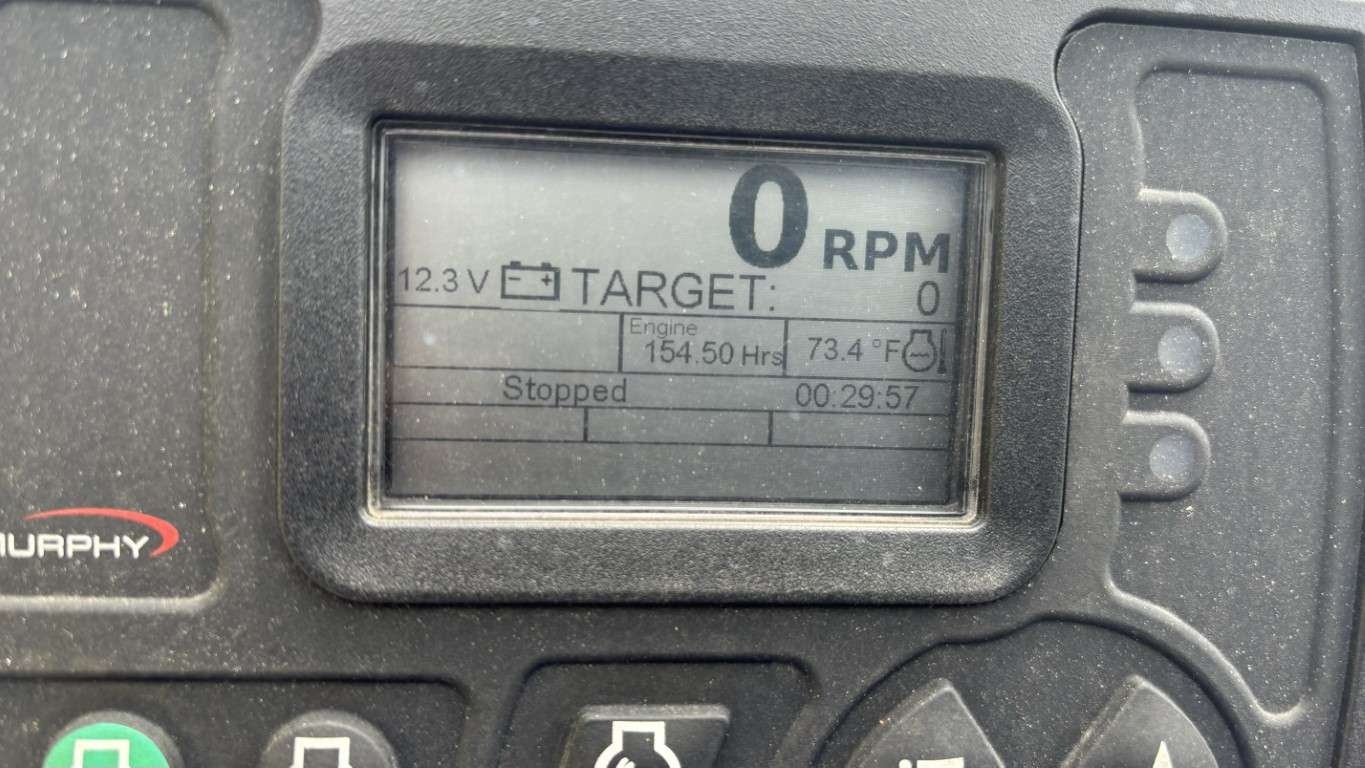 0 RPM
12.3 V TARGET: 0
Engine
154.50 Hrs 73.4 °F
Stopped 00:29:57
MURPHY